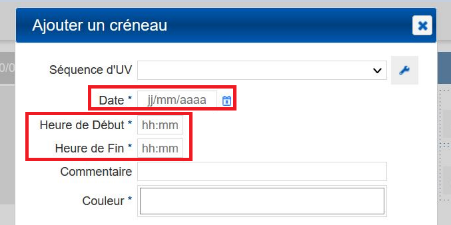 Ajouter un créneau
Séquence d'UV
Date * jj/mm/aaaa
Heure de Début * hh:mm
Heure de Fin * hh:mm
Commentaire
Couleur *